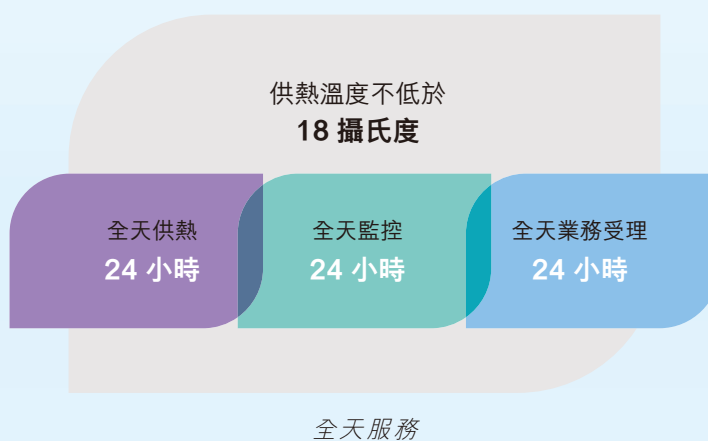 供熱溫度不低於
18 攝氏度
全天供熱
24 小時
全天監控
24 小時
全天業務受理
24 小時
全天服務